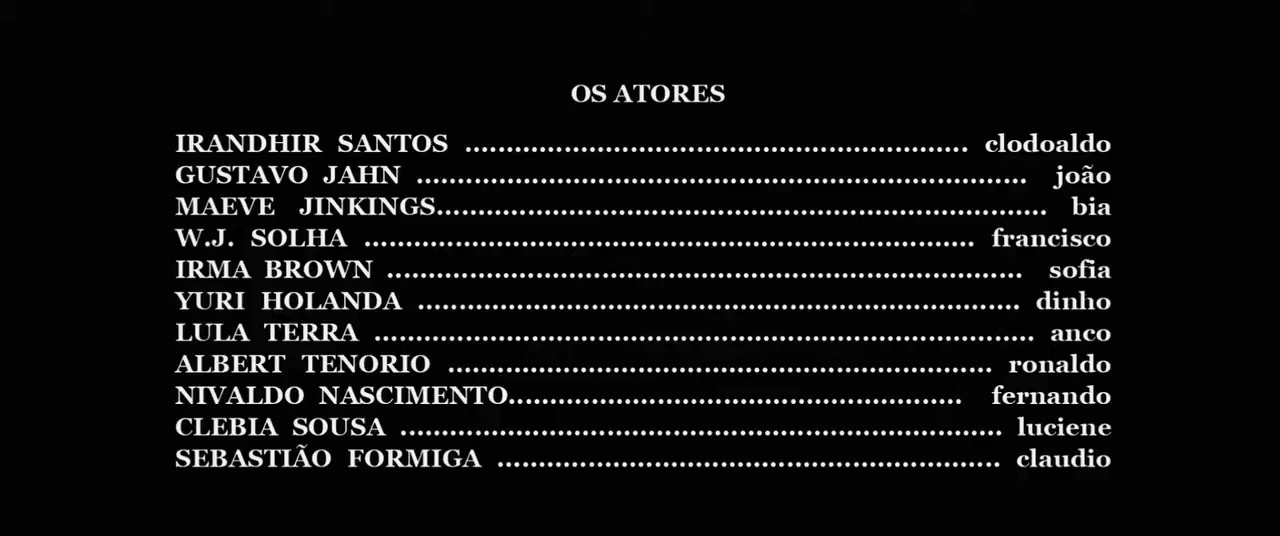 OS ATORES
IRANDHIR SANTOS ............................................................. clodoaldo
GUSTAVO JAHN .......................................................................... joão
MAEVE JINKINGS.......................................................................... bia
W.J. SOLHA .......................................................................... francisco
IRMA BROWN ............................................................................. sofia
YURI HOLANDA ......................................................................... dinho
LULA TERRA ................................................................................ anco
ALBERT TENORIO .................................................................. ronaldo
NIVALDO NASCIMENTO....................................................... fernando
CLEBIA SOUSA ......................................................................... luciene
SEBASTIÃO FORMIGA ............................................................. claudio